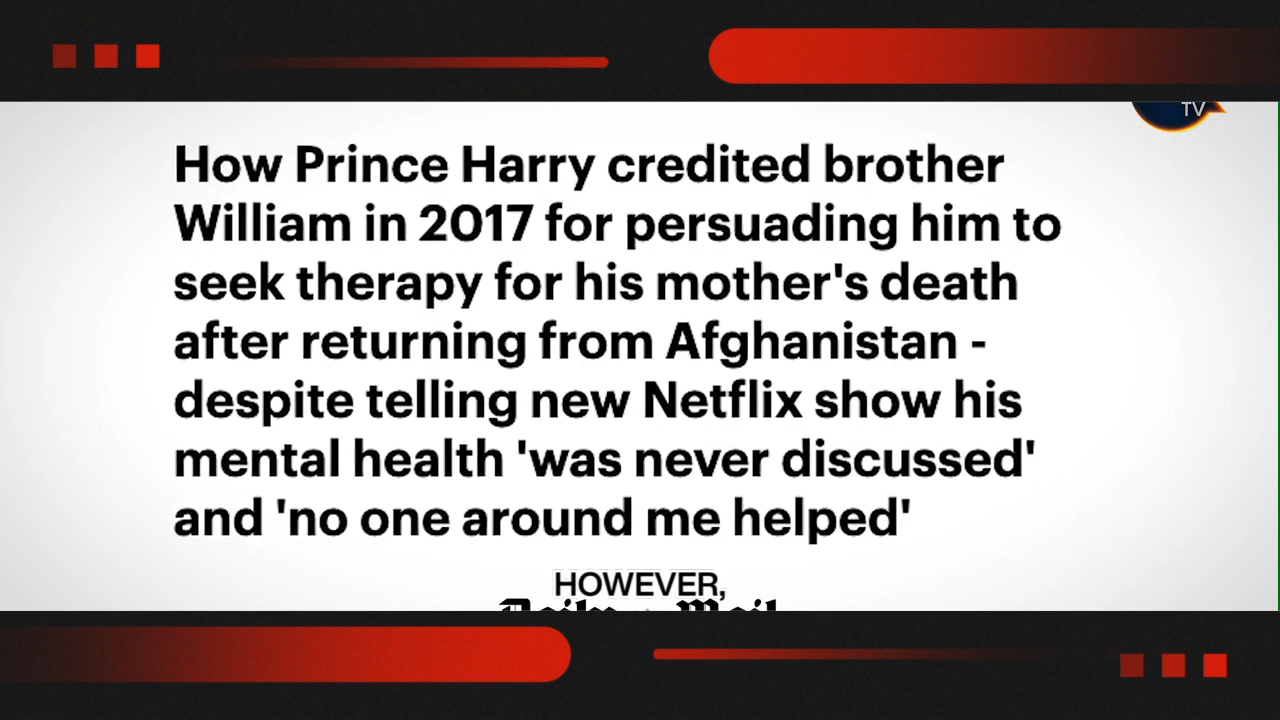 TV
How Prince Harry credited brother
William in 2017 for persuading him to
seek therapy for his mother's death
after returning from Afghanistan -
despite telling new Netflix show his
mental health 'was never discussed'
and 'no one around me helped'
HOWEVER,
Daily Mail